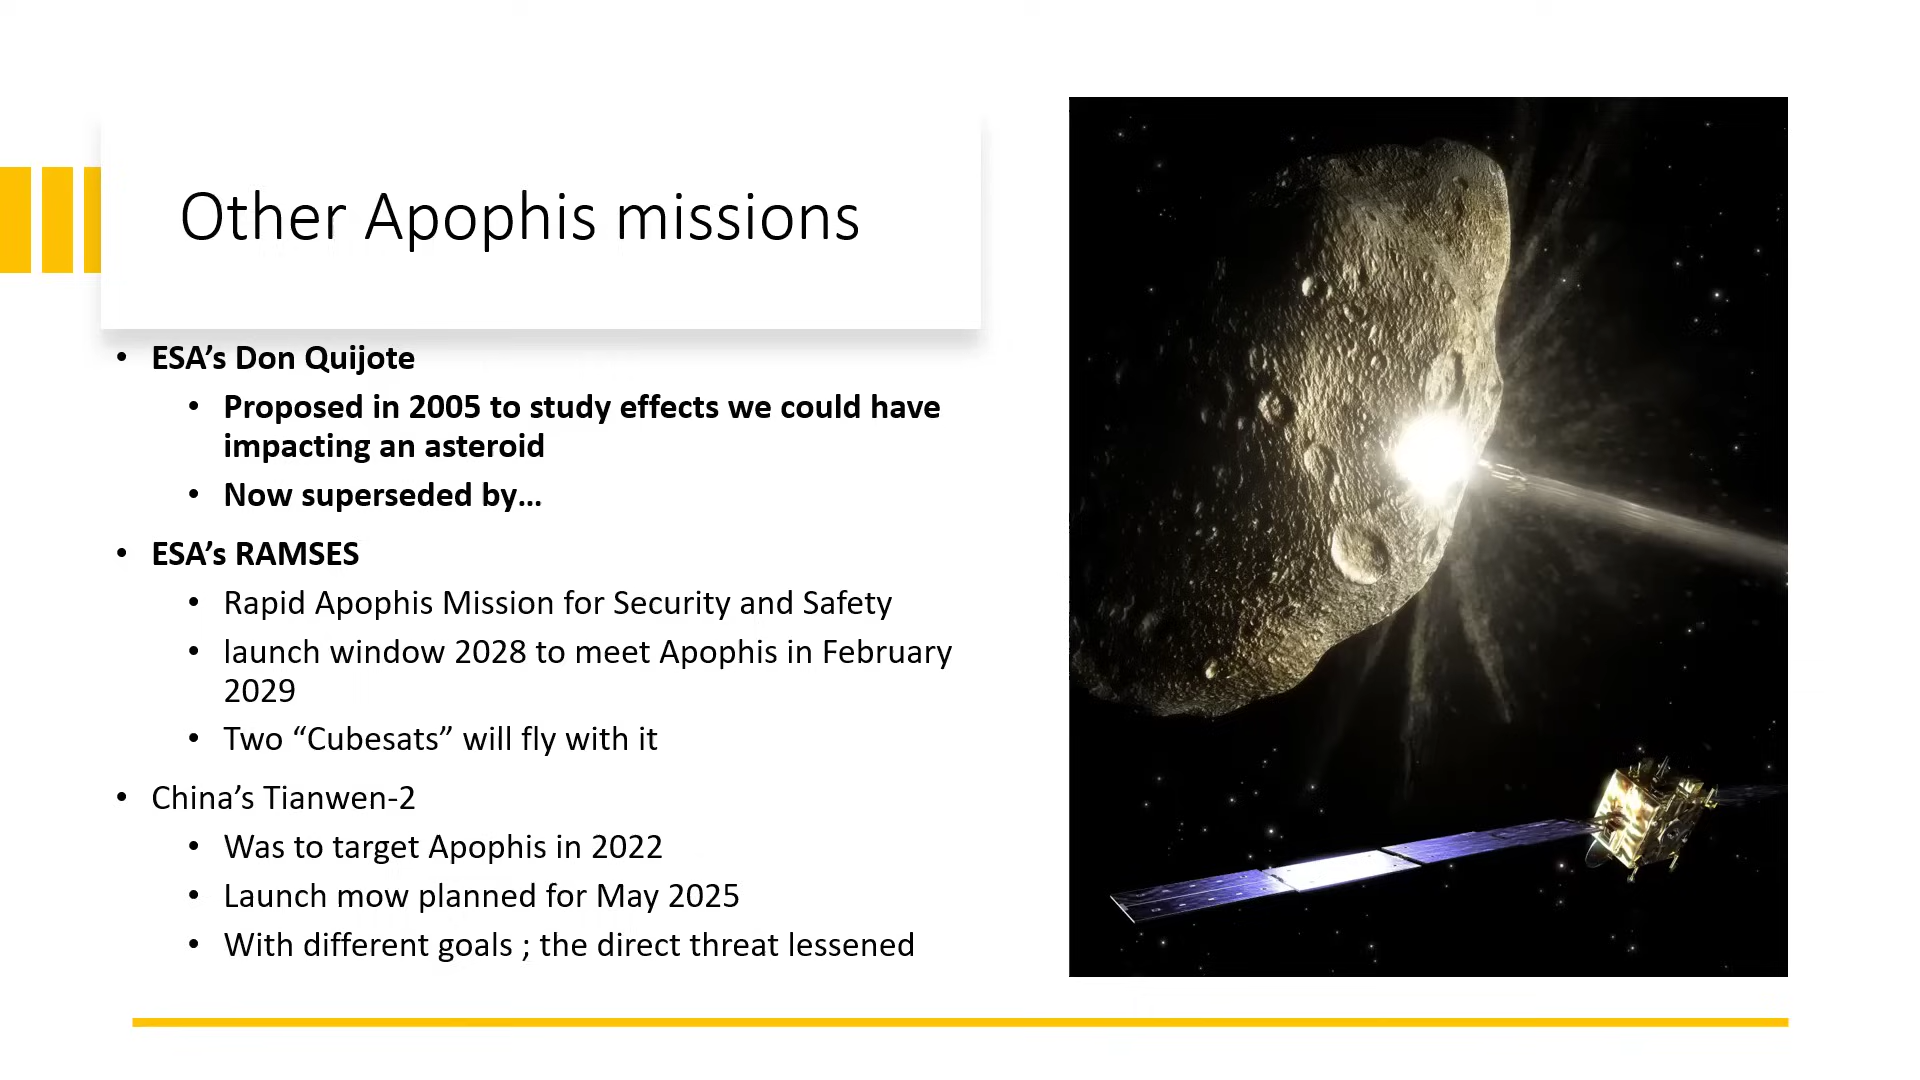 Other Apophis missions
• ESA’s Don Quijote
• Proposed in 2005 to study effects we could have
impacting an asteroid
• Now superseded by…
• ESA’s RAMSES
• Rapid Apophis Mission for Security and Safety
• launch window 2028 to meet Apophis in February
2029
• Two “Cubesats” will fly with it
• China’s Tianwen-2
• Was to target Apophis in 2022
• Launch mow planned for May 2025
• With different goals ; the direct threat lessened